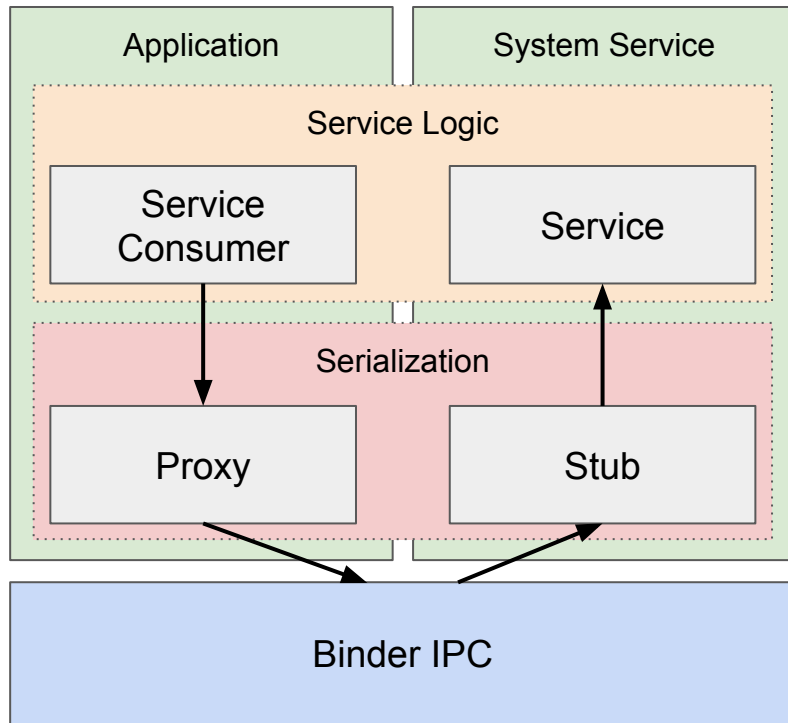 Application
System Service
Service Logic
Service
Consumer
Service
Serialization
Proxy
Stub
Binder IPC